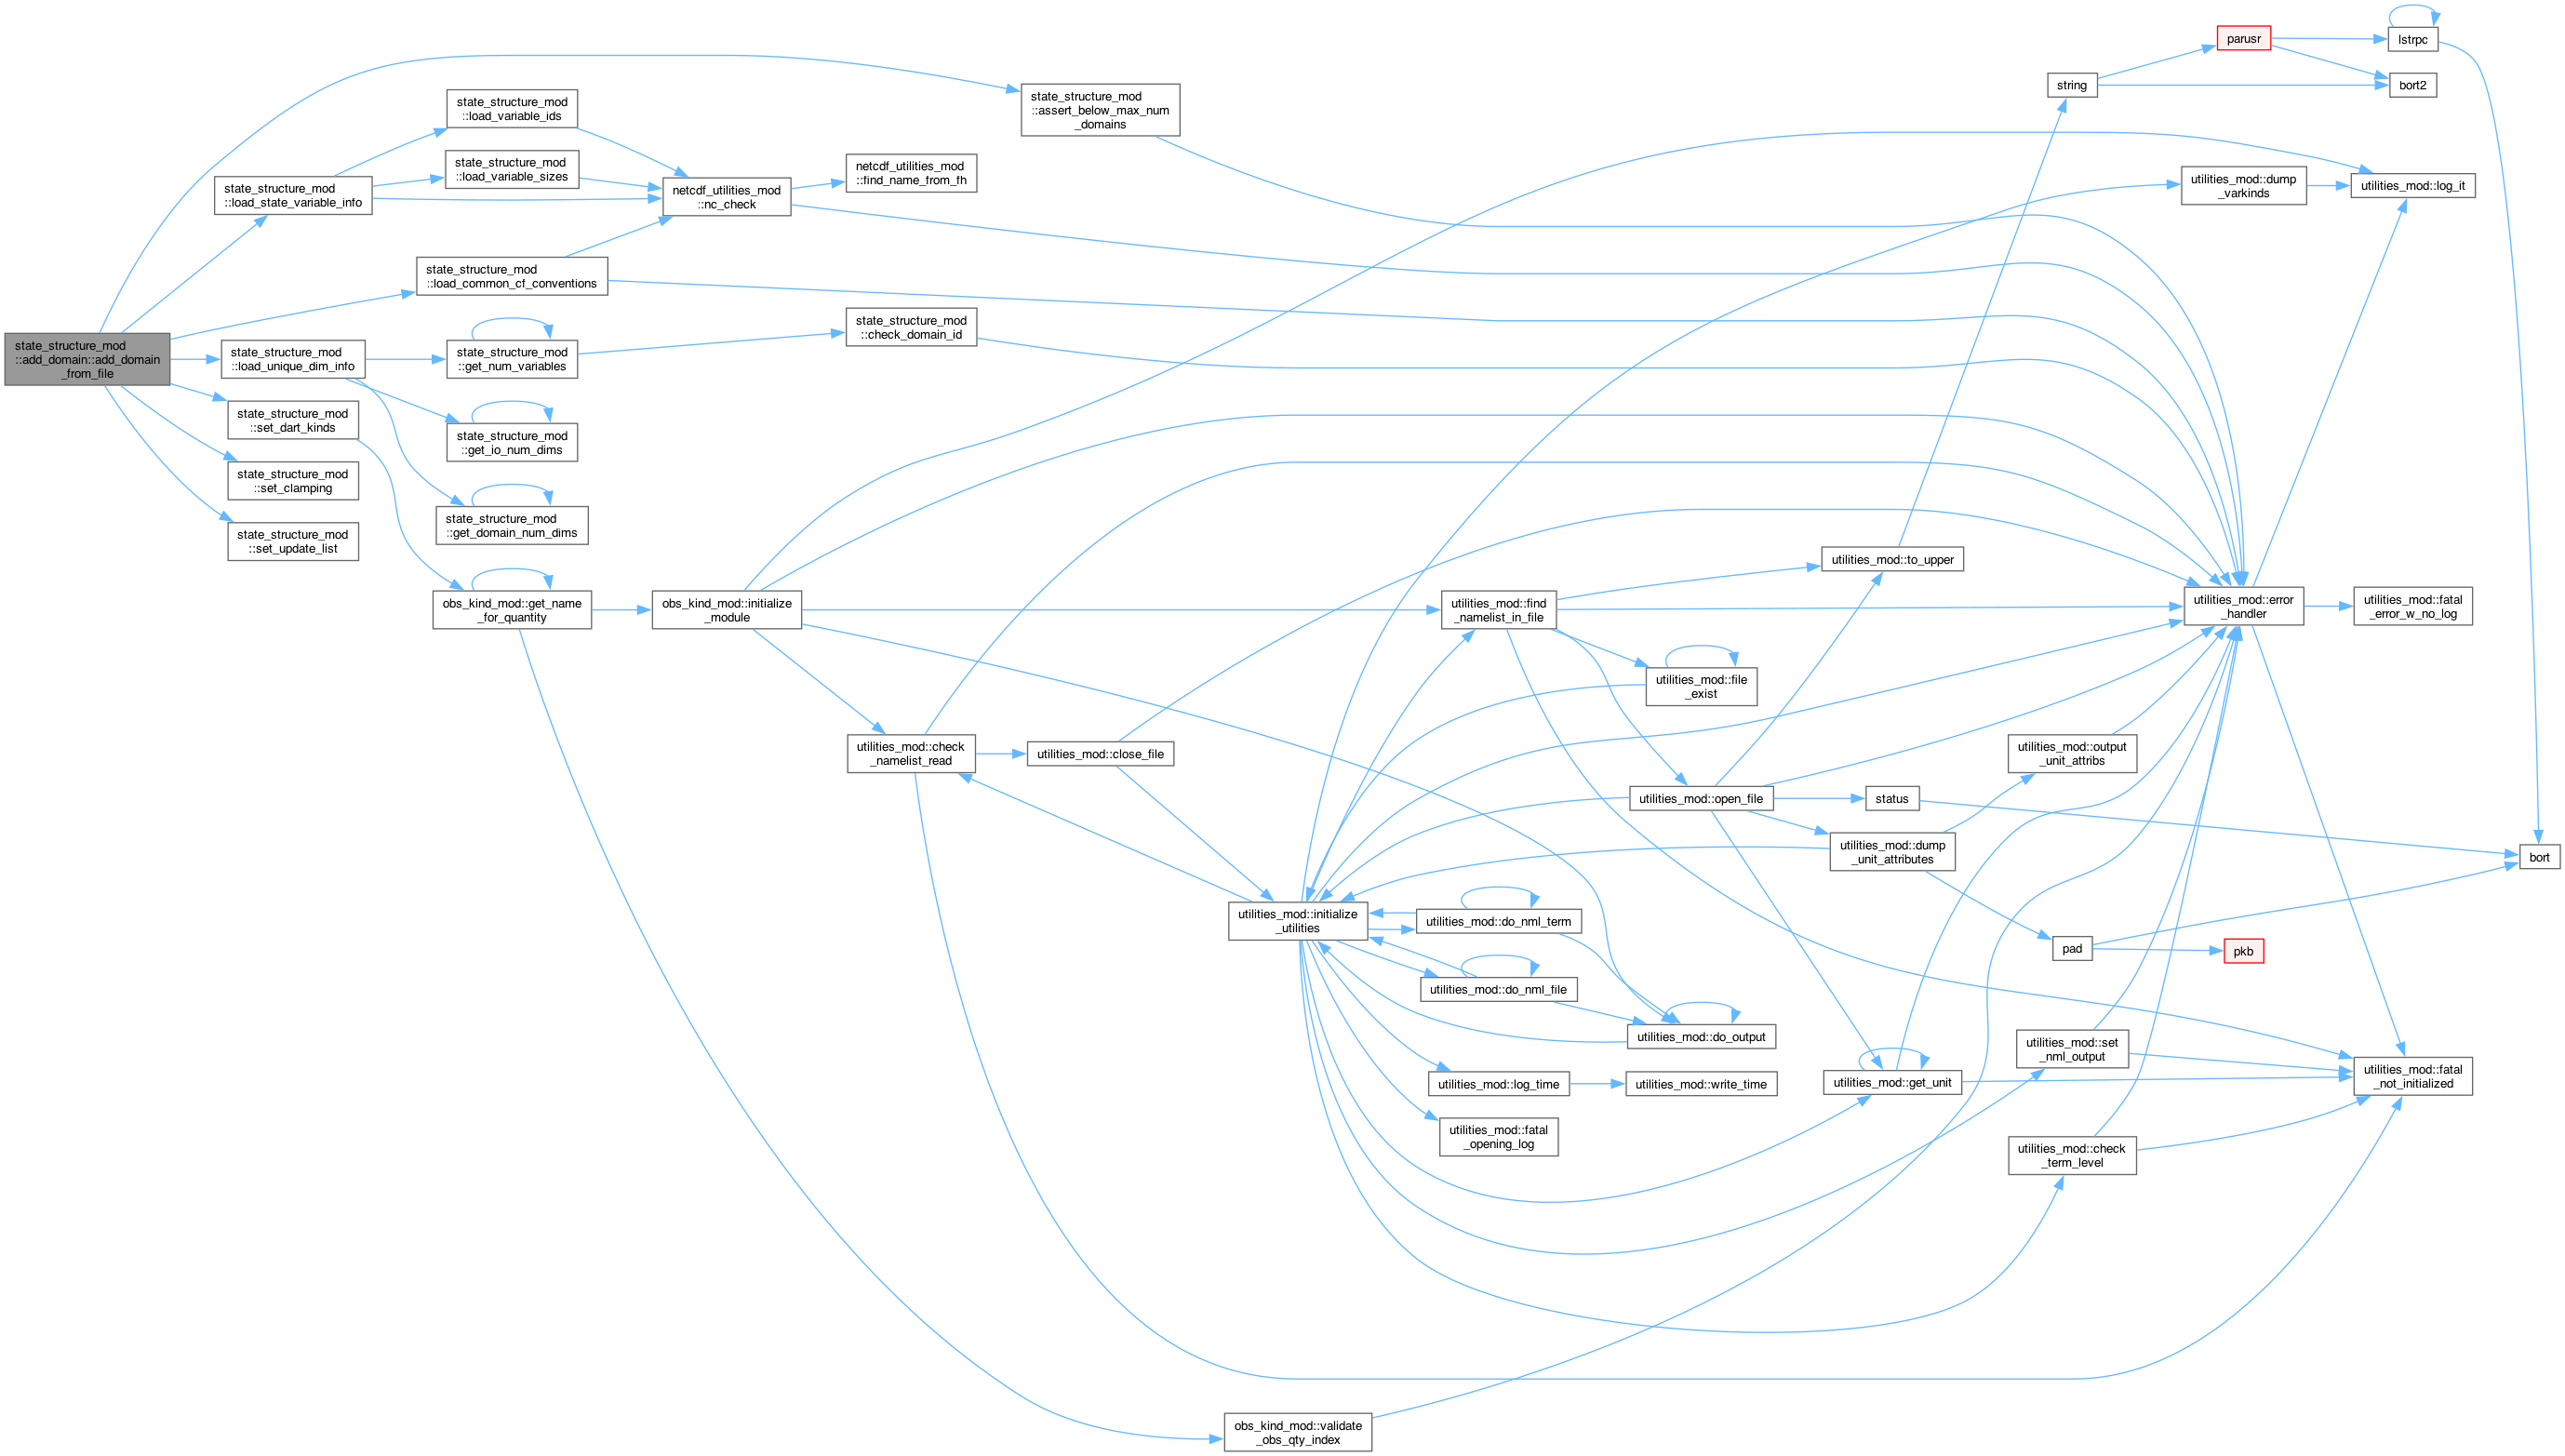 state_structure_mod
::add_domain::add_domain
_from_file
state_structure_mod
::load_state_variable_info
state_structure_mod
::load_variable_ids
state_structure_mod
::load_variable_sizes
state_structure_mod
::load_common_cf_conventions
state_structure_mod
::load_unique_dim_info
state_structure_mod
::set_dart_kinds
state_structure_mod
::set_clamping
state_structure_mod
::set_update_list
state_structure_mod
::get_num_variables
state_structure_mod
::get_io_num_dims
state_structure_mod
::get_domain_num_dims
obs_kind_mod::get_name
_for_quantity
netcdf_utilities_mod
::nc_check
netcdf_utilities_mod
::find_name_from_fh
state_structure_mod
::check_domain_id
state_structure_mod
::assert_below_max_num
_domains
obs_kind_mod::initialize
_module
utilities_mod::check
_namelist_read
utilities_mod::close_file
utilities_mod::initialize
_utilities
obs_kind_mod::validate
_obs_qty_index
utilities_mod::find
_namelist_in_file
utilities_mod::do_nml_term
utilities_mod::do_nml_file
utilities_mod::log_time
utilities_mod::fatal
_opening_log
utilities_mod::file
_exist
utilities_mod::open_file
utilities_mod::do_output
utilities_mod::write_time
utilities_mod::to_upper
status
utilities_mod::dump
_unit_attributes
utilities_mod::get_unit
string
utilities_mod::output
_unit_attribs
pad
utilities_mod::set
_nml_output
utilities_mod::check
_term_level
parusr
utilities_mod::dump
_varkinds
utilities_mod::error
_handler
pkb
lstrpc
bort2
utilities_mod::log_it
utilities_mod::fatal
_error_w_no_log
utilities_mod::fatal
_not_initialized
bort